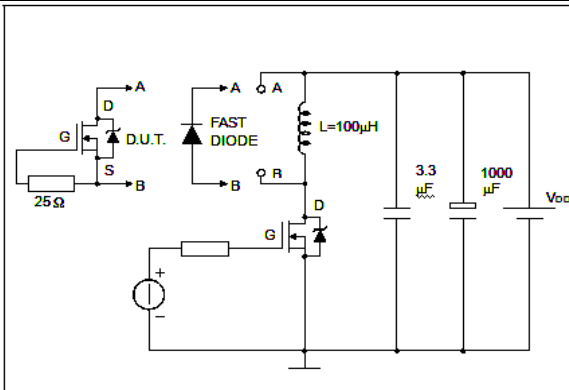 A
D
G
D.U.T.
S
B
25Ω
A
FAST
DIODE
B
A
L=100µH
B
D
G
+
−
3.3
µF
1000
µF
VDD